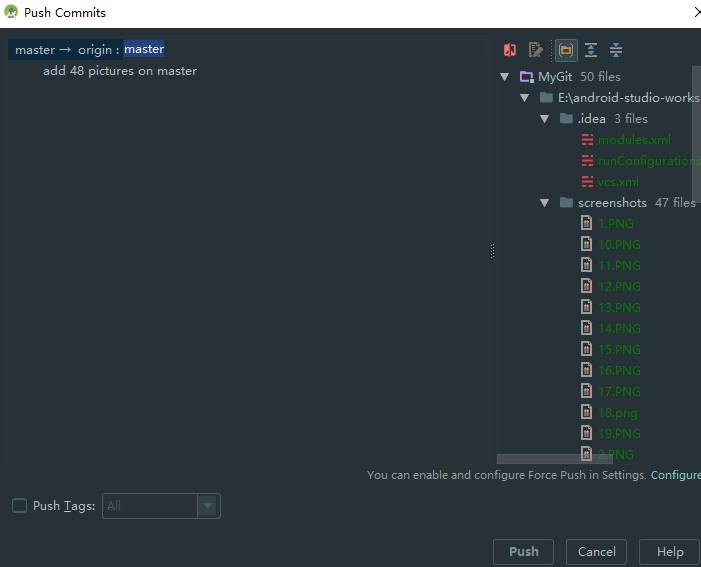 Push Commits
master → origin : master
add 48 pictures on master
MyGit 50 files
E:\android-studio-works
.idea 3 files
modules.xml
runConfigurations
vcs.xml
screenshots 47 files
1.PNG
10.PNG
11.PNG
12.PNG
13.PNG
14.PNG
15.PNG
16.PNG
17.PNG
18.png
19.PNG
2.PNG
You can enable and configure Force Push in Settings. Configure
Push Tags: All
Push Cancel Help